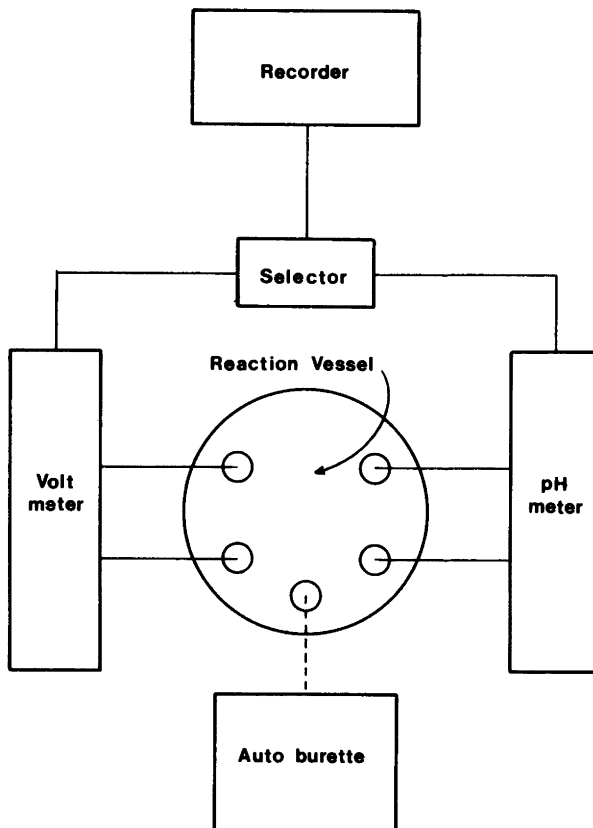 Recorder
Selector
Reaction Vessel
Volt
meter
pH
meter
Auto burette